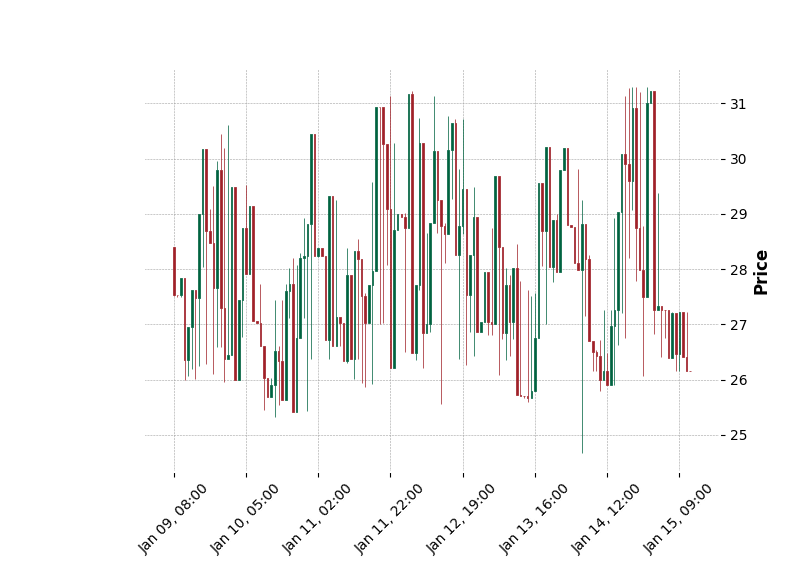 31
30
29
28
27
26
25
Price
Jan 09, 08:00
Jan 10, 05:00
Jan 11, 02:00
Jan 11, 22:00
Jan 12, 19:00
Jan 13, 16:00
Jan 14, 12:00
Jan 15, 09:00